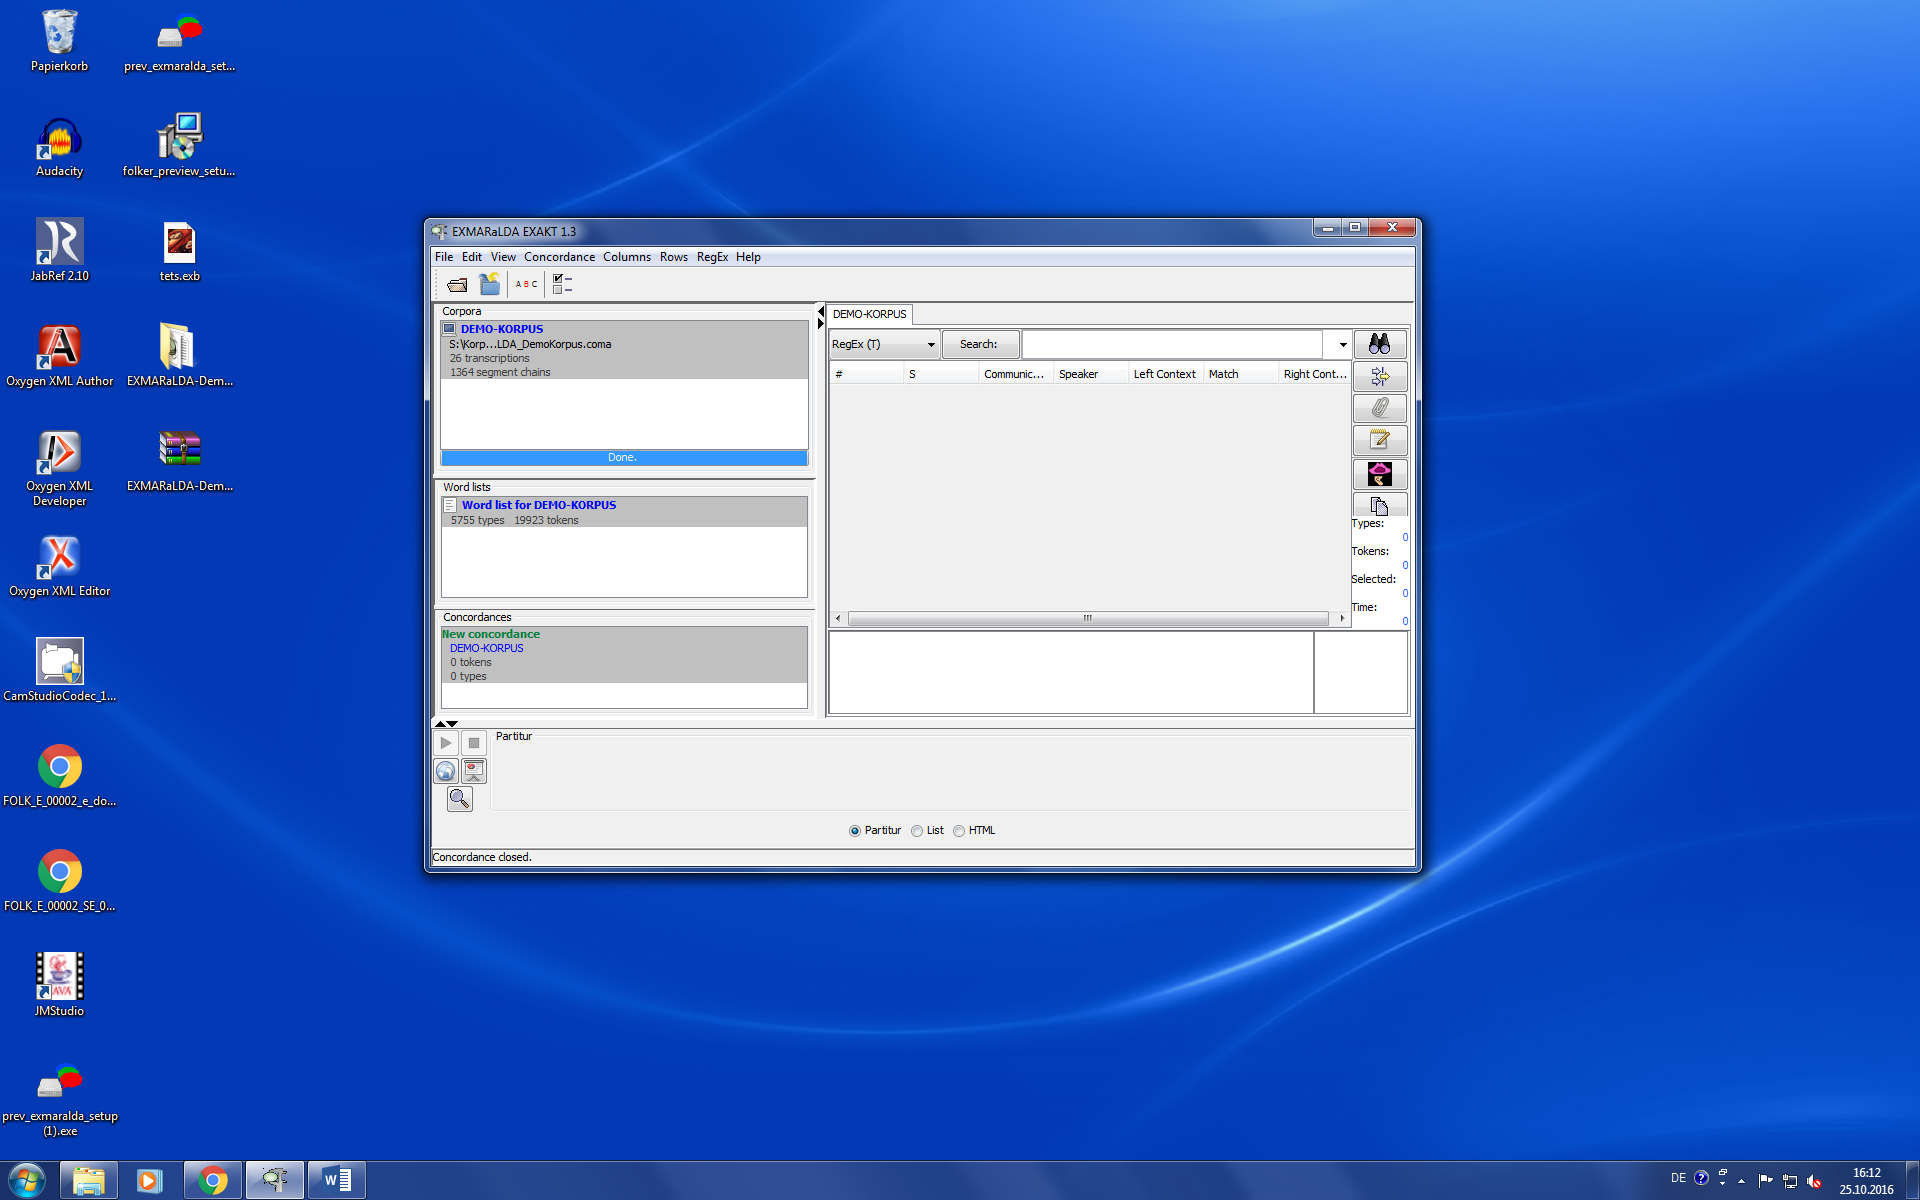 Papierkorb
prev_exmaralda_set...
Audacity
folker_preview_setu...
JabRef 2.10
tets.exb
Oxygen XML Author
EXMARaLDA-Dem...
Oxygen XML
Developer
EXMARaLDA-Dem...
Oxygen XML Editor
CamStudioCodec_1...
FOLK_E_00002_e_do...
FOLK_E_00002_SE_0...
JMStudio
prev_exmaralda_setup
(1).exe
EXMARaLDA EXAKT 1.3
File Edit View Concordance Columns Rows RegEx Help
A B C
Corpora
DEMO-KORPUS
S:\Korp...LDA_DemoKorpus.coma
26 transcriptions
1364 segment chains
Done.
Word lists
Word list for DEMO-KORPUS
5755 types 19923 tokens
Concordances
New concordance
DEMO-KORPUS
0 tokens
0 types
DEMO-KORPUS
RegEx (T) Search:
# S Communic... Speaker Left Context Match Right Cont...
Types:
0
Tokens:
0
Selected:
0
Time:
0
Partitur
Partitur List HTML
Concordance closed.
DE
16:12
25.10.2016